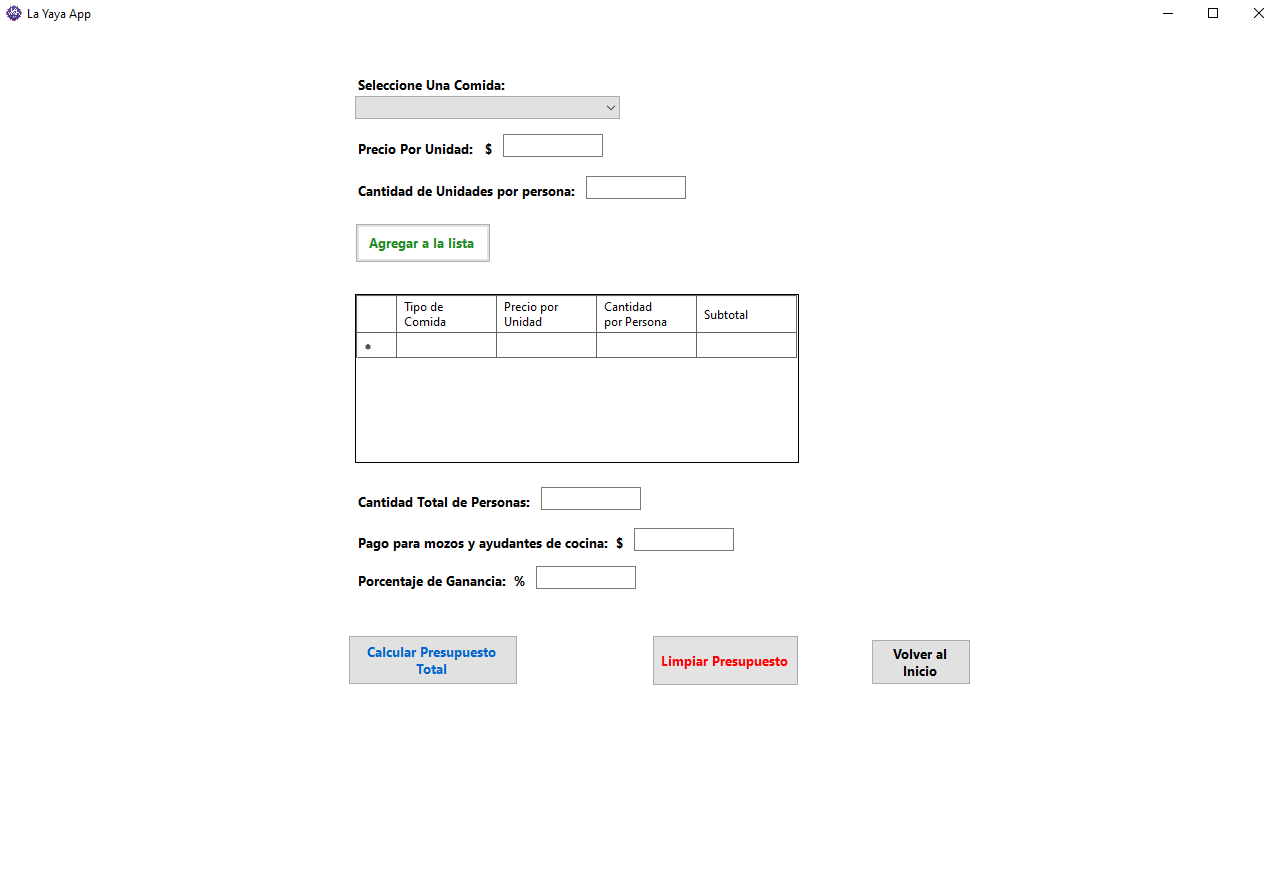 La Yaya App
Seleccione Una Comida:
Precio Por Unidad: $
Cantidad de Unidades por persona:
Agregar a la lista
Tipo de
Comida
Precio por
Unidad
Cantidad
por Persona
Subtotal
*
Cantidad Total de Personas:
Pago para mozos y ayudantes de cocina: $
Porcentaje de Ganancia: %
Calcular Presupuesto
Total
Limpiar Presupuesto
Volver al
Inicio